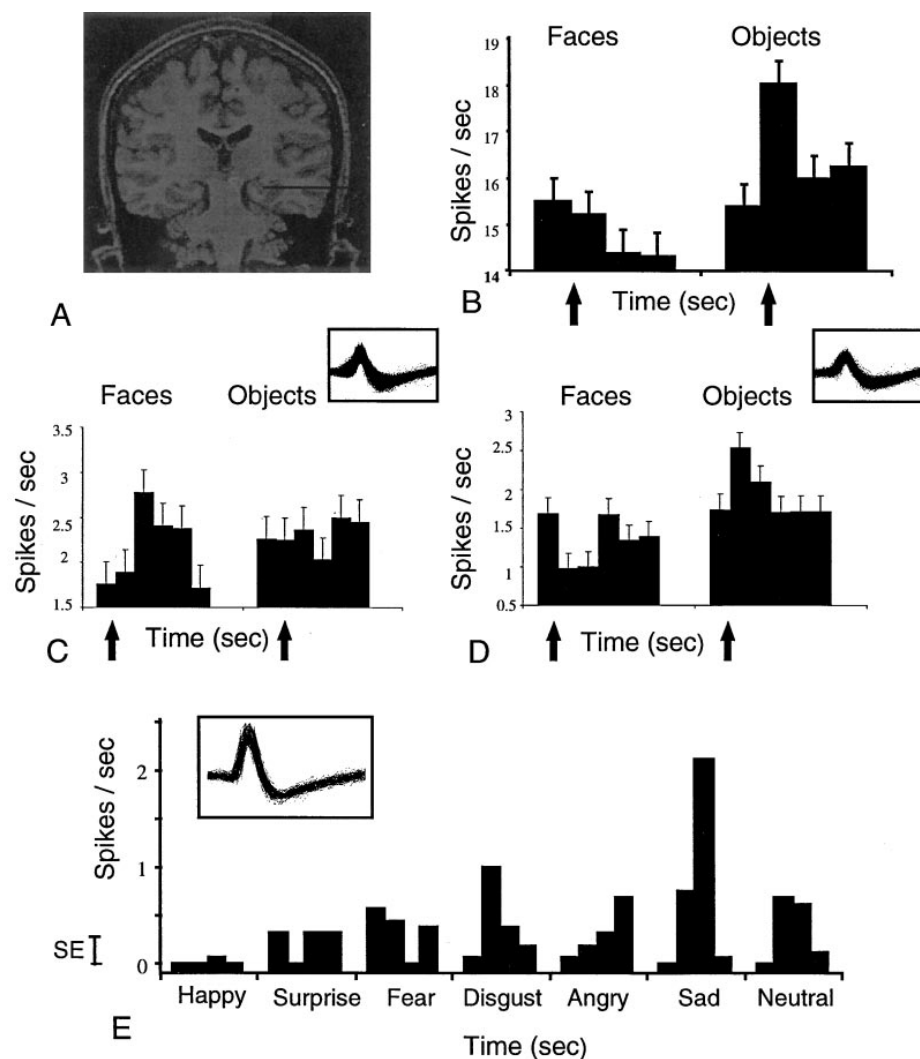 A
19
18
17
16
15
14
Spikes / sec
Faces Objects
B Time (sec)
Faces Objects
3.5
3
2.5
2
1.5
Spikes / sec
C Time (sec)
Faces Objects
3
2.5
2
1.5
1
0.5
Spikes / sec
D Time (sec)
Spikes / sec
2
1
0
SE
Happy Surprise Fear Disgust Angry Sad Neutral
E Time (sec)